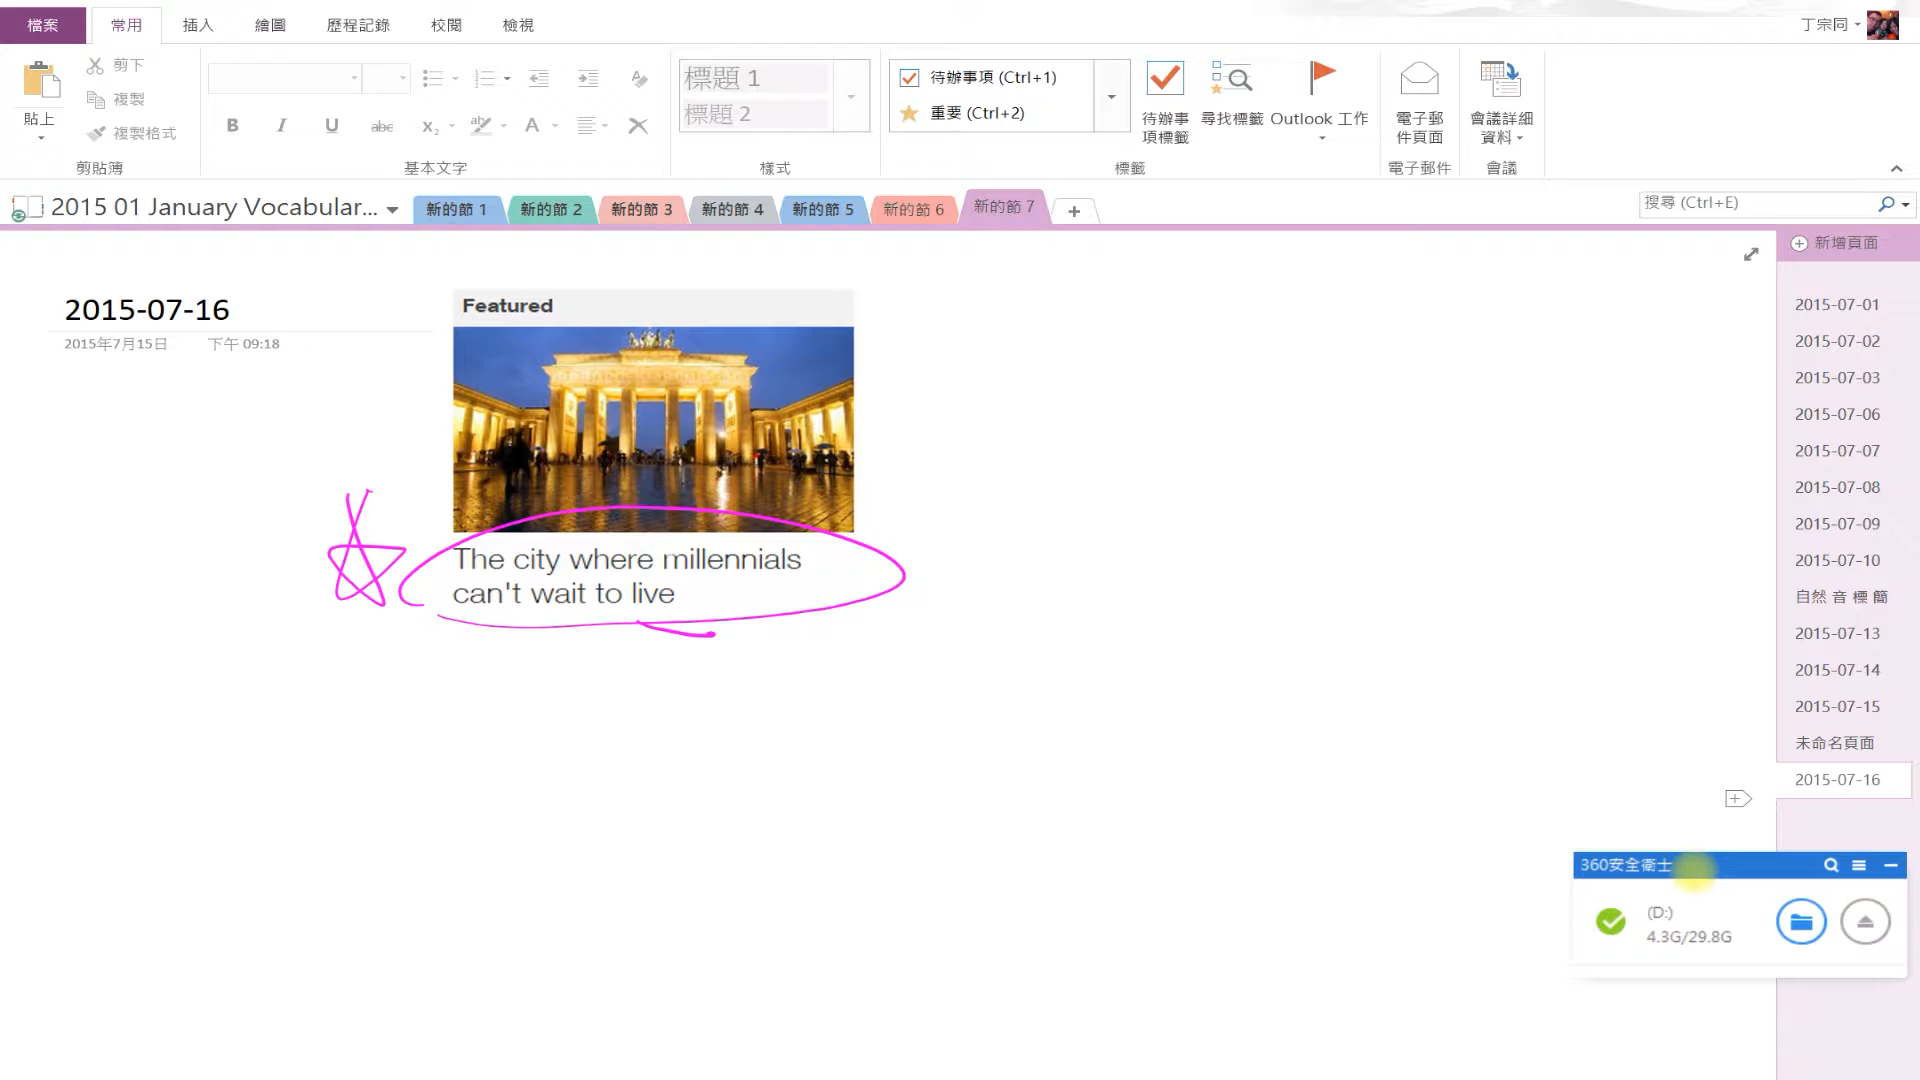 檔案
常用
插入
繪圖
歷程記錄
校閱
檢視
丁宗同
貼上
剪下
複製
複製格式
剪貼簿
B I U abc X₂ ab A
基本文字
標題 1
標題 2
樣式
待辦事項 (Ctrl+1)
重要 (Ctrl+2)
待辦事
項標籤
尋找標籤
Outlook 工作
標籤
電子郵
件頁面
電子郵件
會議詳細
資料
會議
2015 01 January Vocabular...
新的節 1
新的節 2
新的節 3
新的節 4
新的節 5
新的節 6
新的節 7
搜尋 (Ctrl+E)
新增頁面
2015-07-16
2015年7月15日 下午 09:18
Featured
The city where millennials
can't wait to live
2015-07-01
2015-07-02
2015-07-03
2015-07-06
2015-07-07
2015-07-08
2015-07-09
2015-07-10
自然 音 標 簡
2015-07-13
2015-07-14
2015-07-15
未命名頁面
2015-07-16
360安全衛士
(D:)
4.3G/29.8G